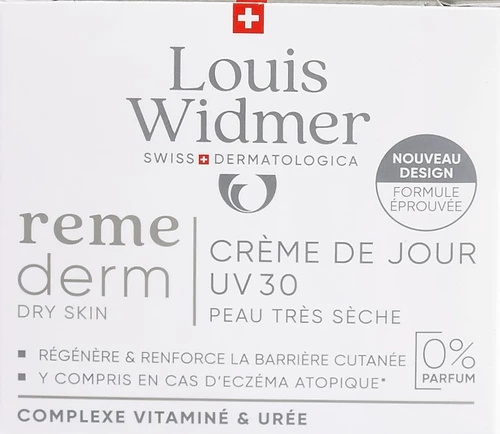 Louis
Widmer
SWISS DERMATOLOGICA
NOUVEAU
DESIGN
FORMULE
ÉPROUVÉE
reme
derm
DRY SKIN
CRÈME DE JOUR
UV 30
PEAU TRÈS SÈCHE
▪ RÉGÉNÈRE & RENFORCE LA BARRIÈRE CUTANÉE
▪ Y COMPRIS EN CAS D'ECZÉMA ATOPIQUE*
0%
PARFUM
COMPLEXE VITAMINÉ & URÉE